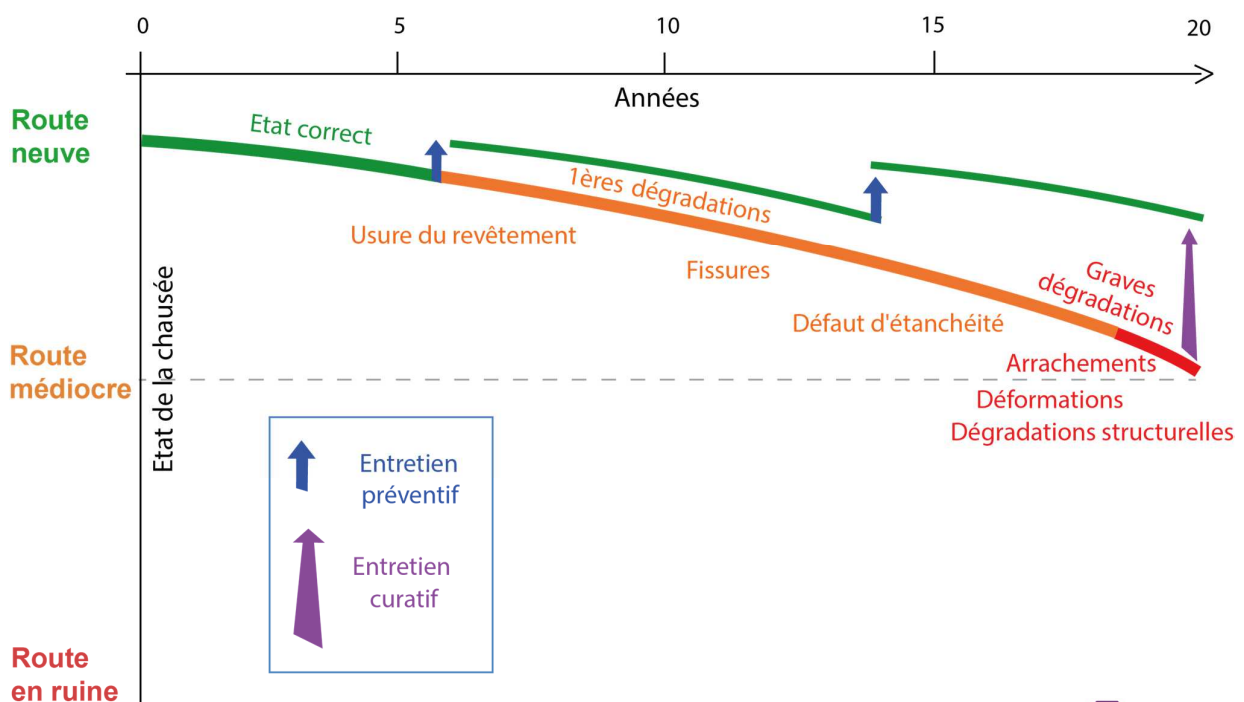 0 5 10 15 20
Années
Route
neuve
Etat correct
1ères dégradations
Usure du revêtement
Fissures
Défaut d'étanchéité
Graves
dégradations
Arrachements
Déformations
Dégradations structurelles
Route
médiocre
Etat de la chausée
Entretien
préventif
Entretien
curatif
Route
en ruine